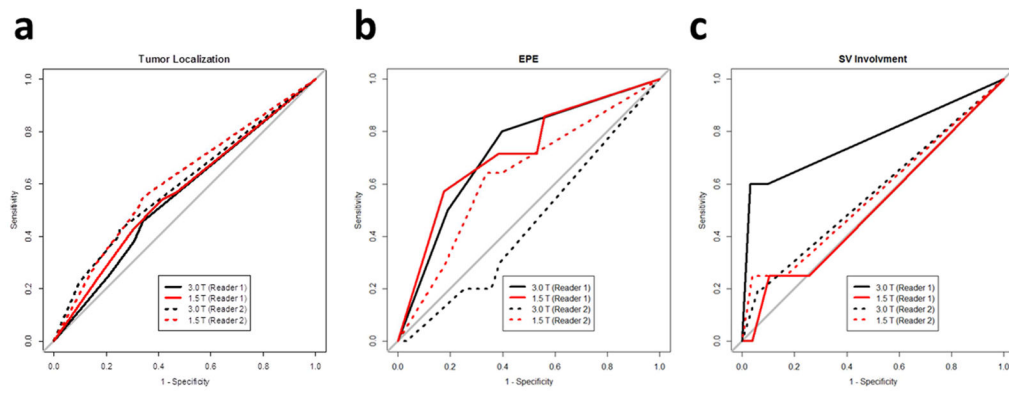 a
Tumor Localization
Sensitivity
1.0
0.8
0.6
0.4
0.2
0.0
3.0 T (Reader 1)
1.5 T (Reader 1)
3.0 T (Reader 2)
1.5 T (Reader 2)
0.0 0.2 0.4 0.6 0.8 1.0
1 - Specificity
b
EPE
Sensitivity
1.0
0.8
0.6
0.4
0.2
0.0
3.0 T (Reader 1)
1.5 T (Reader 1)
3.0 T (Reader 2)
1.5 T (Reader 2)
0.0 0.2 0.4 0.6 0.8 1.0
1 - Specificity
c
SV Involvment
Sensitivity
1.0
0.8
0.6
0.4
0.2
0.0
3.0 T (Reader 1)
1.5 T (Reader 1)
3.0 T (Reader 2)
1.5 T (Reader 2)
0.0 0.2 0.4 0.6 0.8 1.0
1 - Specificity